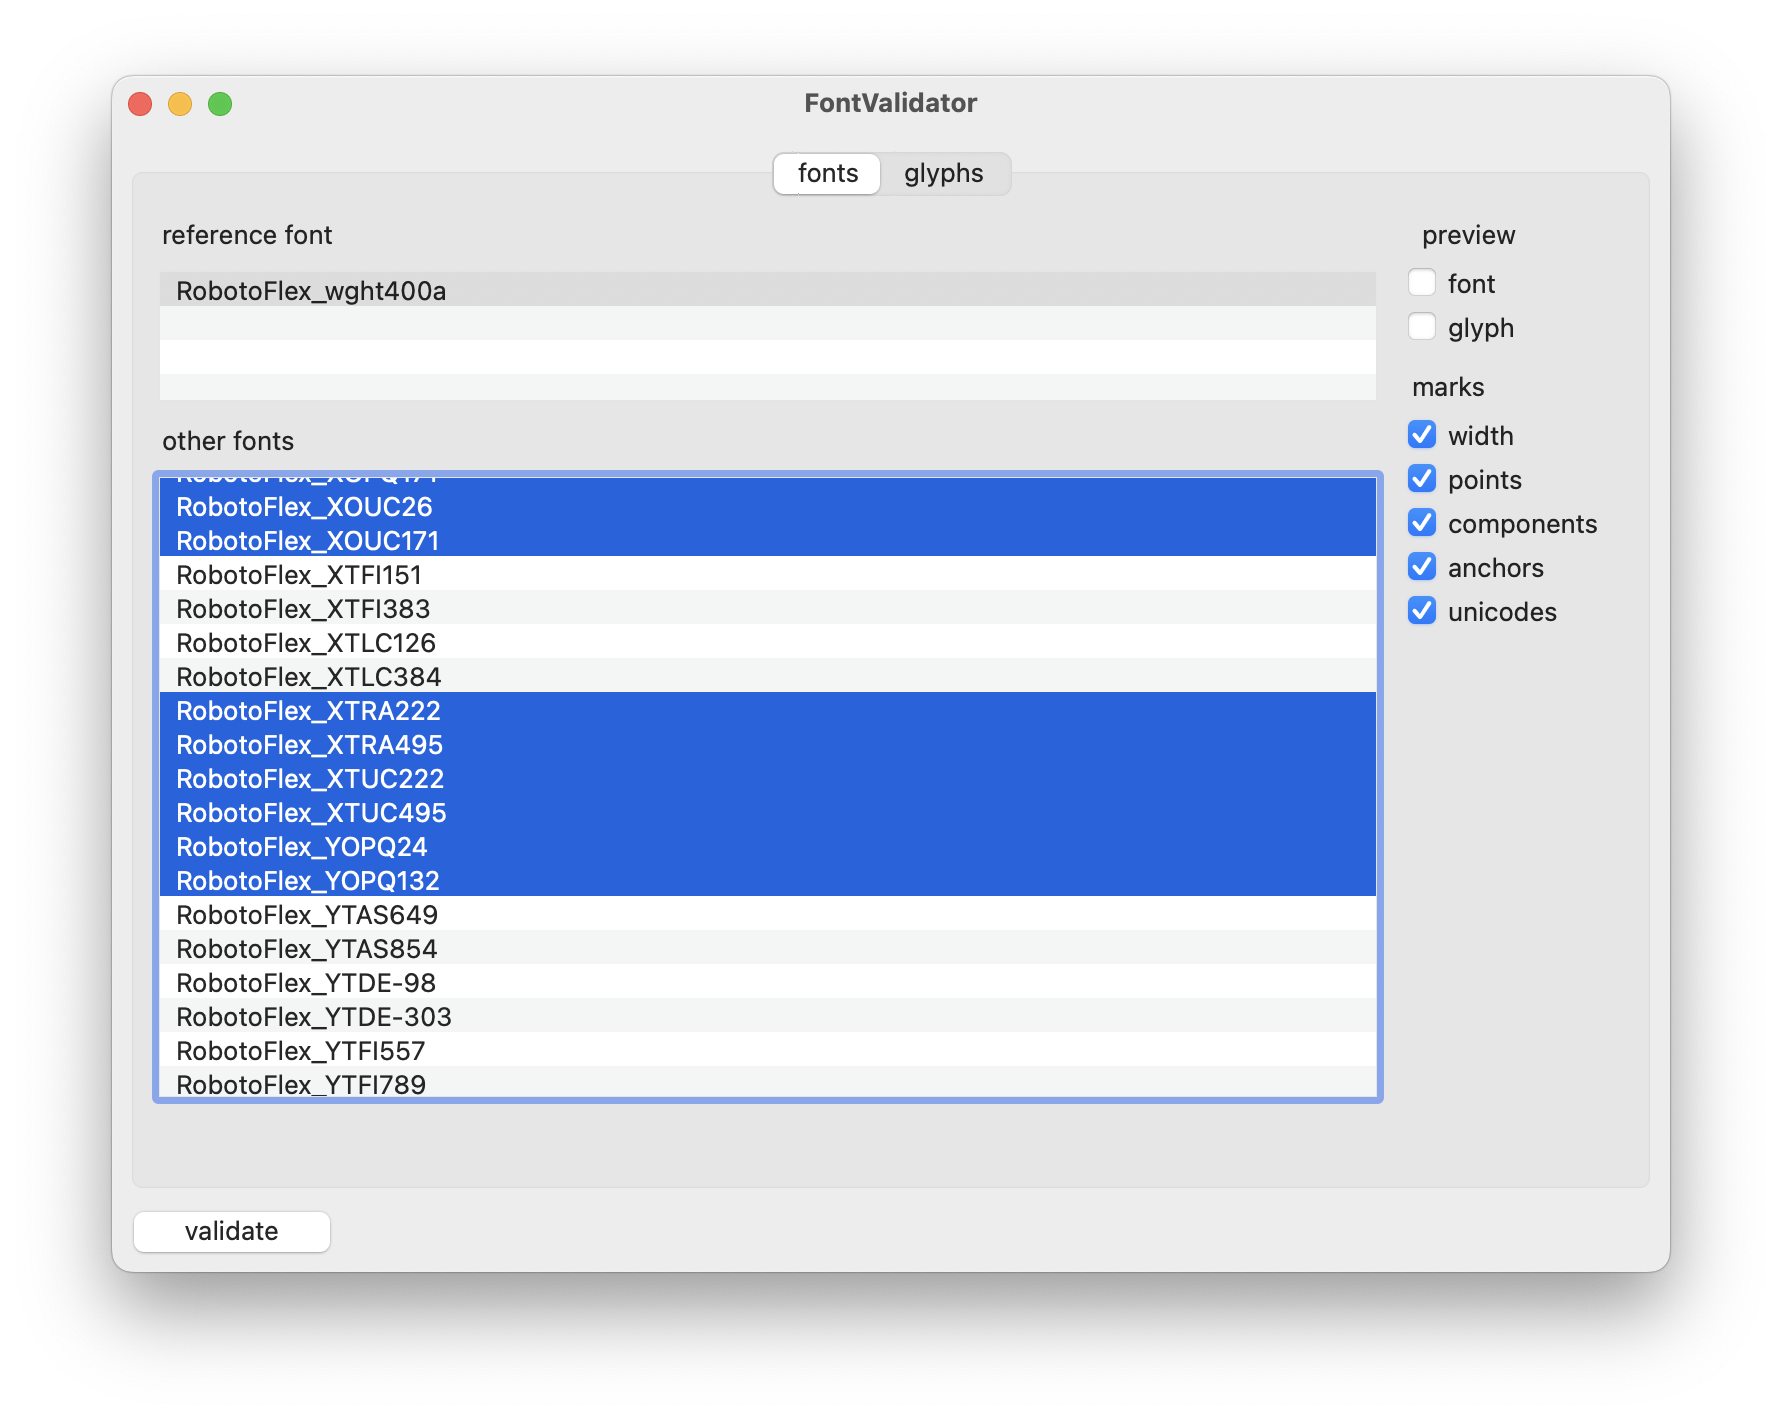 FontValidator
fonts
glyphs
reference font
RobotoFlex_wght400a
other fonts
RobotoFlex_XOUC26
RobotoFlex_XOUC171
RobotoFlex_XTFI151
RobotoFlex_XTFI383
RobotoFlex_XTLC126
RobotoFlex_XTLC384
RobotoFlex_XTRA222
RobotoFlex_XTRA495
RobotoFlex_XTUC222
RobotoFlex_XTUC495
RobotoFlex_YOPQ24
RobotoFlex_YOPQ132
RobotoFlex_YTAS649
RobotoFlex_YTAS854
RobotoFlex_YTDE-98
RobotoFlex_YTDE-303
RobotoFlex_YTFI557
RobotoFlex_YTFI789
preview
font
glyph
marks
width
points
components
anchors
unicodes
validate